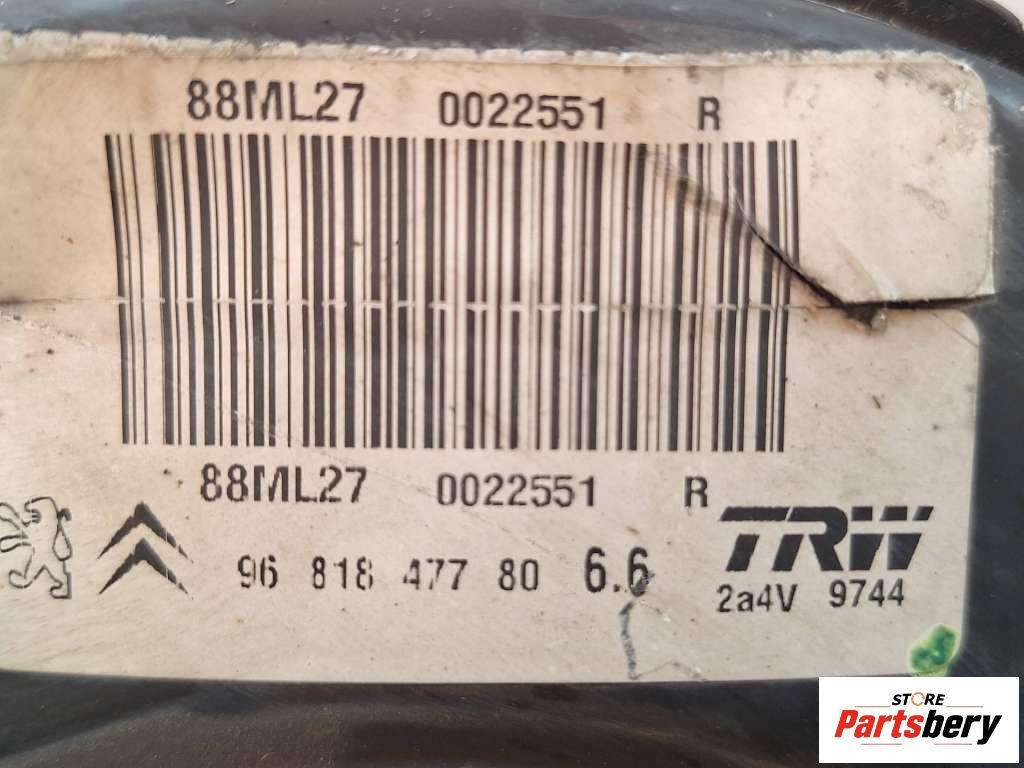 88ML27 0022551 R
88ML27 0022551 R
96 818 477 80 6.6
TRW
2a4V 9744
STORE
Partsbery